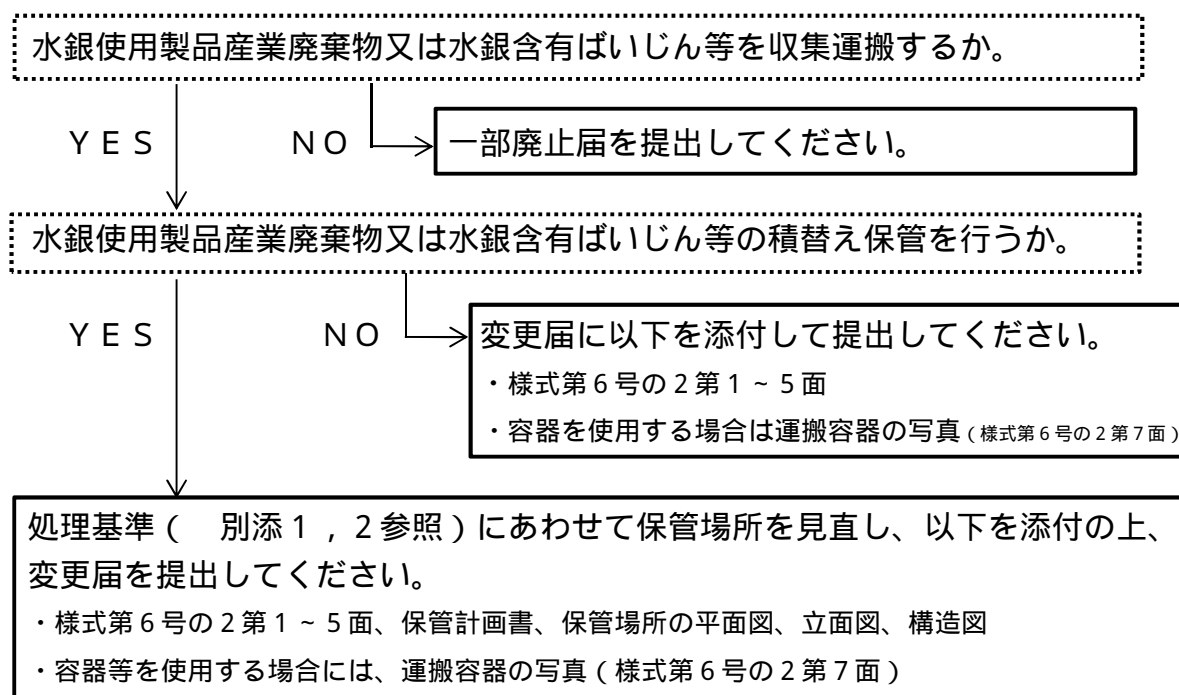 水銀使用製品産業廃棄物又は水銀含有ばいじん等を収集運搬するか。
ＹＥＳ
ＮＯ
一部廃止届を提出してください。
水銀使用製品産業廃棄物又は水銀含有ばいじん等の積替え保管を行うか。
ＹＥＳ
ＮＯ
変更届に以下を添付して提出してください。
・様式第６号の２第１～５面
・容器を使用する場合は運搬容器の写真（様式第６号の２第７面）
処理基準（　別添１，２参照）にあわせて保管場所を見直し、以下を添付の上、
変更届を提出してください。
・様式第６号の２第１～５面、保管計画書、保管場所の平面図、立面図、構造図
・容器等を使用する場合には、運搬容器の写真（様式第６号の２第７面）